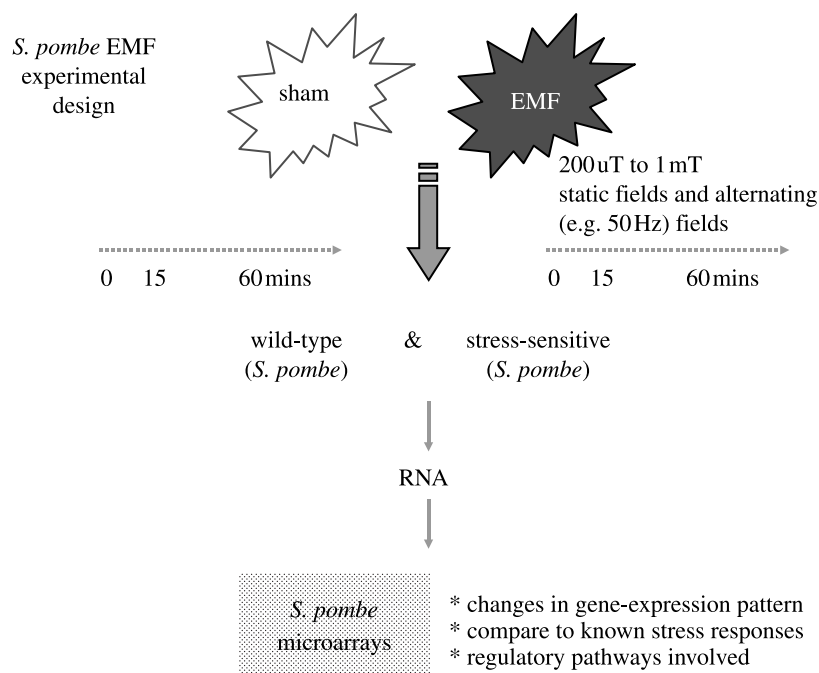 S. pombe EMF
experimental
design
sham
EMF
200 uT to 1 mT
static fields and alternating
(e.g. 50 Hz) fields
0 15 60 mins
0 15 60 mins
wild-type & stress-sensitive
(S. pombe) (S. pombe)
RNA
S. pombe
microarrays
* changes in gene-expression pattern
* compare to known stress responses
* regulatory pathways involved